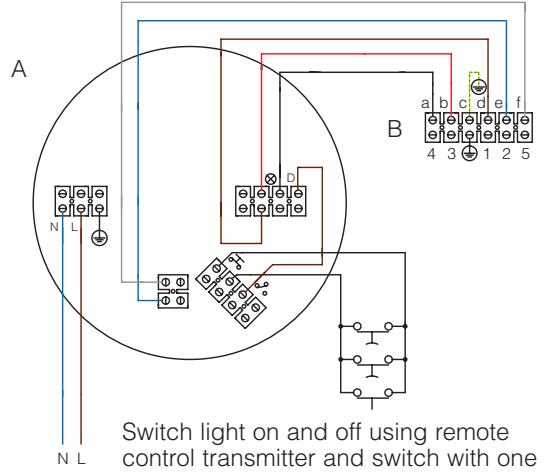 A
a b c d e f
B
4 3 1 2 5
D
N L
N L
Switch light on and off using remote
control transmitter and switch with one